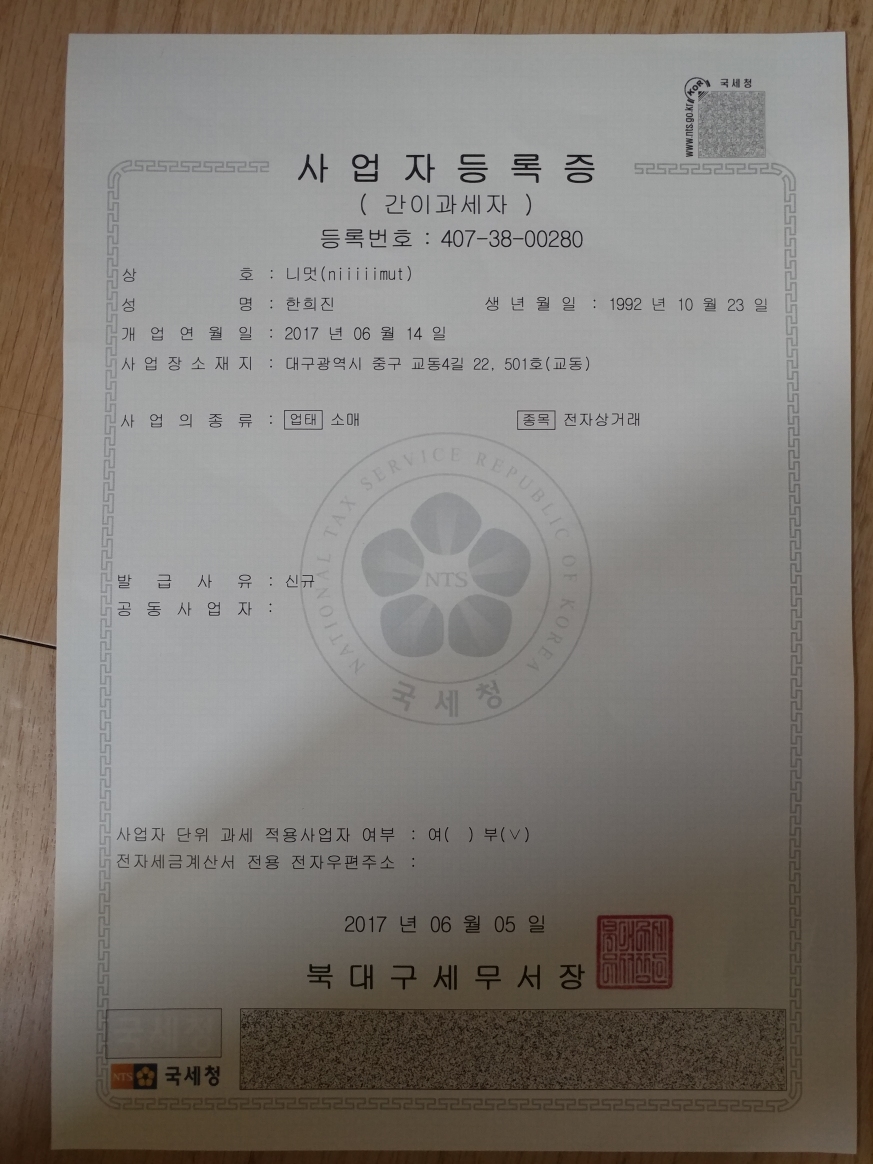 국세청
KOR
www.nts.go.kr
사업자등록증
( 간이과세자 )
등록번호 : 407-38-00280
상 호 : 니멋(niiiiimut)
성 명 : 한희진 생 년 월 일 : 1992 년 10 월 23 일
개 업 연 월 일 : 2017 년 06 월 14 일
사 업 장 소 재 지 : 대구광역시 중구 교동4길 22, 501호(교동)
사 업 의 종 류 : 업태 소매 종목 전자상거래
NATIONAL TAX SERVICE REPUBLIC OF KOREA
NTS
국세청
발 급 사 유 : 신규
공 동 사 업 자 :
사업자 단위 과세 적용사업자 여부 : 여( ) 부(∨)
전자세금계산서 전용 전자우편주소 :
2017 년 06 월 05 일
북대구세무서장
국세청
NTS 국세청